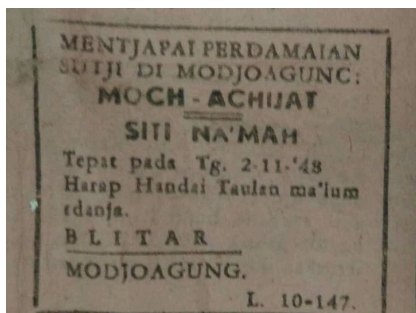 MENTJAPAI PERDAMAIAN
SUTJI DI MODJOAGUNG:
MOCH - ACHIJAT
SITI NA'MAH
Tepat pada Tg. 2-11-'48
Harap Handai Taulan ma'lum
adanja.
BLITAR
MODJOAGUNG.
L. 10-147.